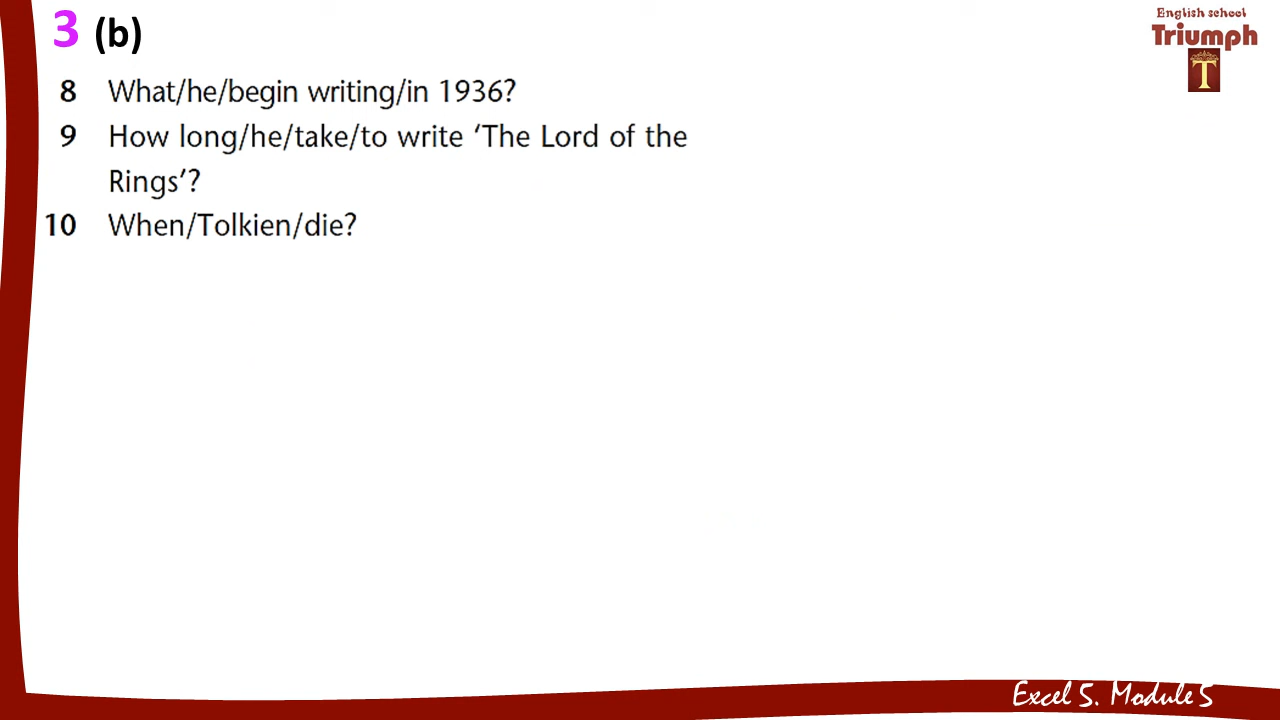 3 (b)
English school
Triumph
T
8 What/he/begin writing/in 1936?
9 How long/he/take/to write ‘The Lord of the
Rings’?
10 When/Tolkien/die?
Excel 5. Module 5